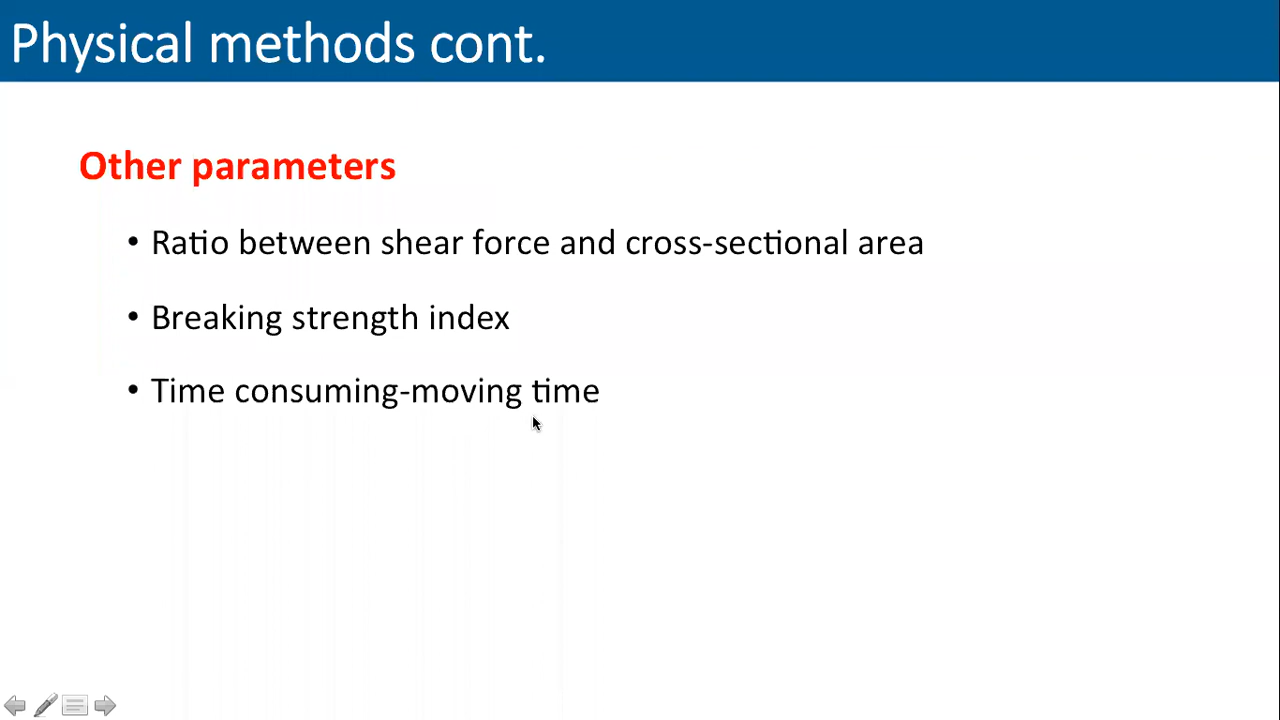 Physical methods cont.
Other parameters
• Ratio between shear force and cross-sectional area
• Breaking strength index
• Time consuming-moving time